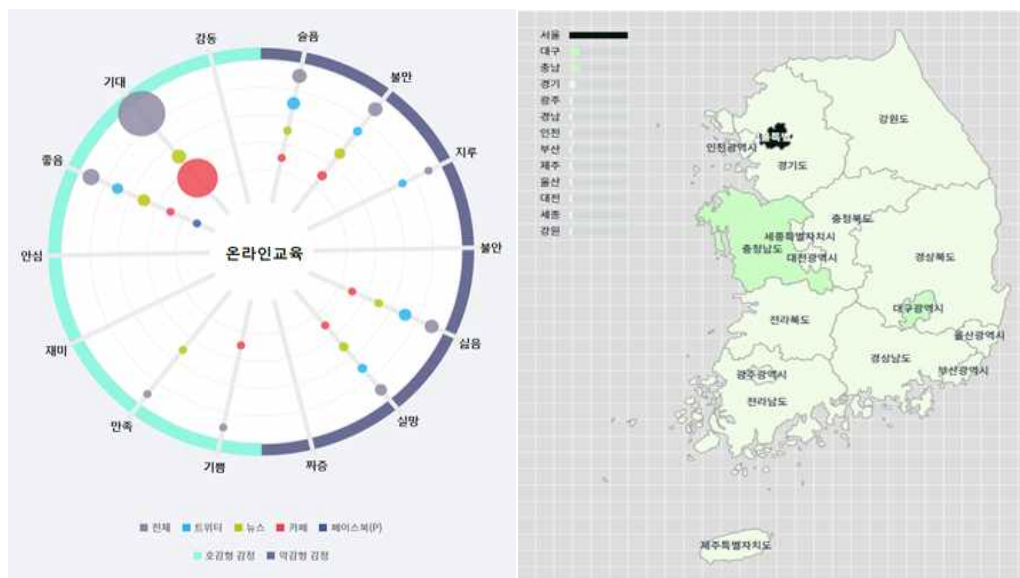 감동
슬픔
기대
불만
좋음
지루
안심
온라인교육
불안
재미
싫음
만족
실망
기쁨
짜증
전체 트위터 뉴스 카페 페이스북(P)
호감형 감정 악감형 감정
서울
대구
충남
경기
광주
경남
인천
부산
제주
울산
대전
세종
강원
강원도
인천광역시
경기도
충청북도
세종특별자치시
충청남도
대전광역시
경상북도
대구광역시
전라북도
울산광역시
경상남도
부산광역시
광주광역시
전라남도
제주특별자치도